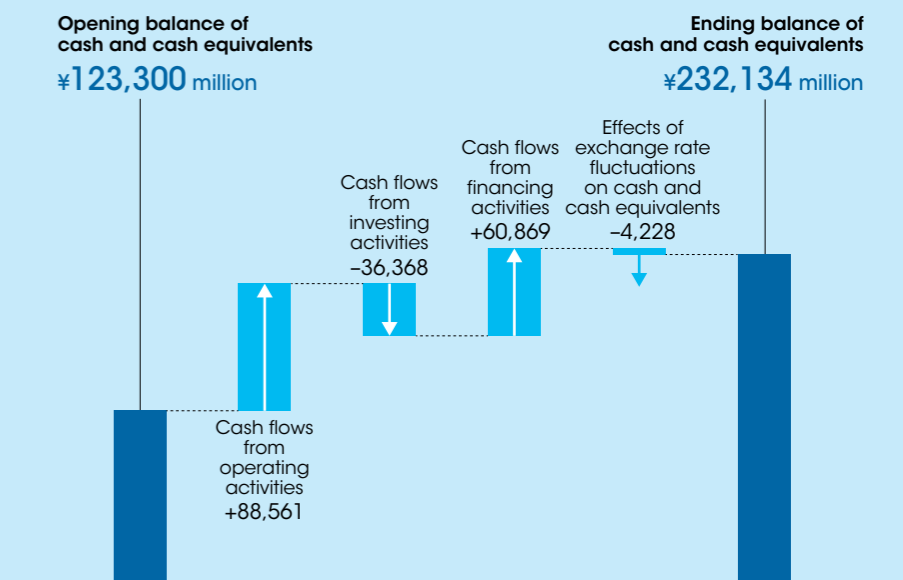 Opening balance of
cash and cash equivalents
¥123,300 million
Ending balance of
cash and cash equivalents
¥232,134 million
Cash flows
from
operating
activities
+88,561
Cash flows
from
investing
activities
–36,368
Cash flows
from
financing
activities
+60,869
Effects of
exchange rate
fluctuations
on cash and
cash equivalents
–4,228